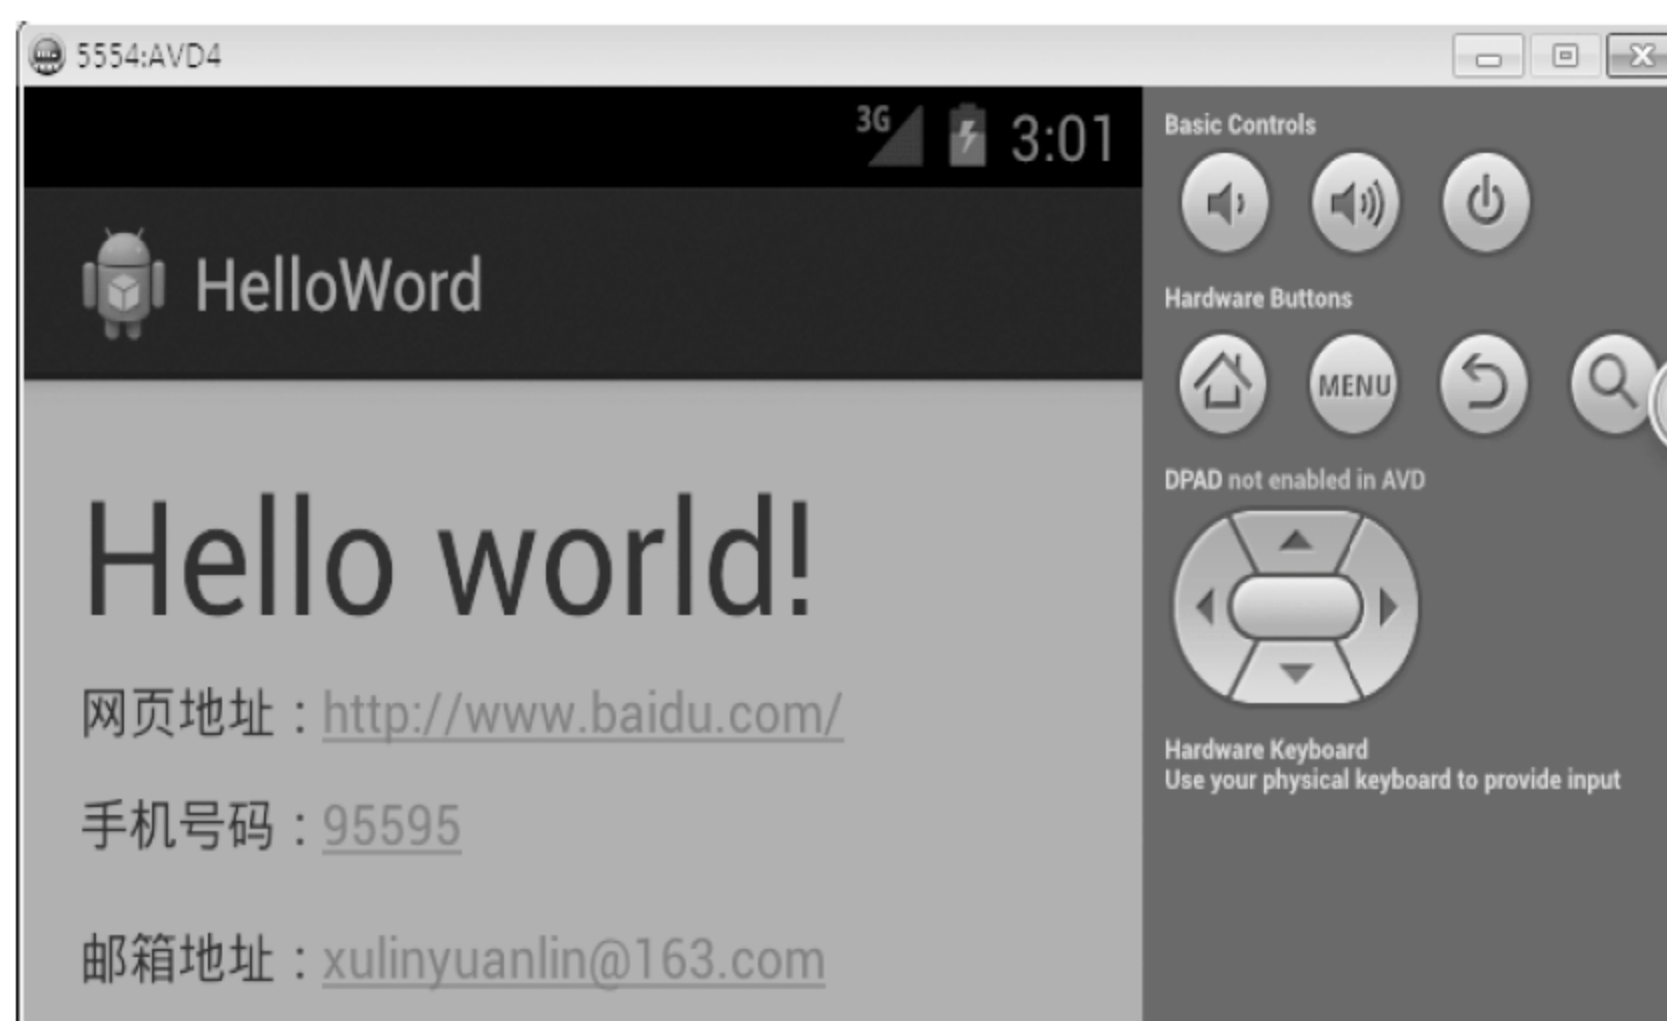 5554:AVD4
3G 3:01
HelloWord
Hello world!
网页地址：http://www.baidu.com/
手机号码：95595
邮箱地址：xulinyuanlin@163.com
Basic Controls
Hardware Buttons
MENU
DPAD not enabled in AVD
Hardware Keyboard
Use your physical keyboard to provide input